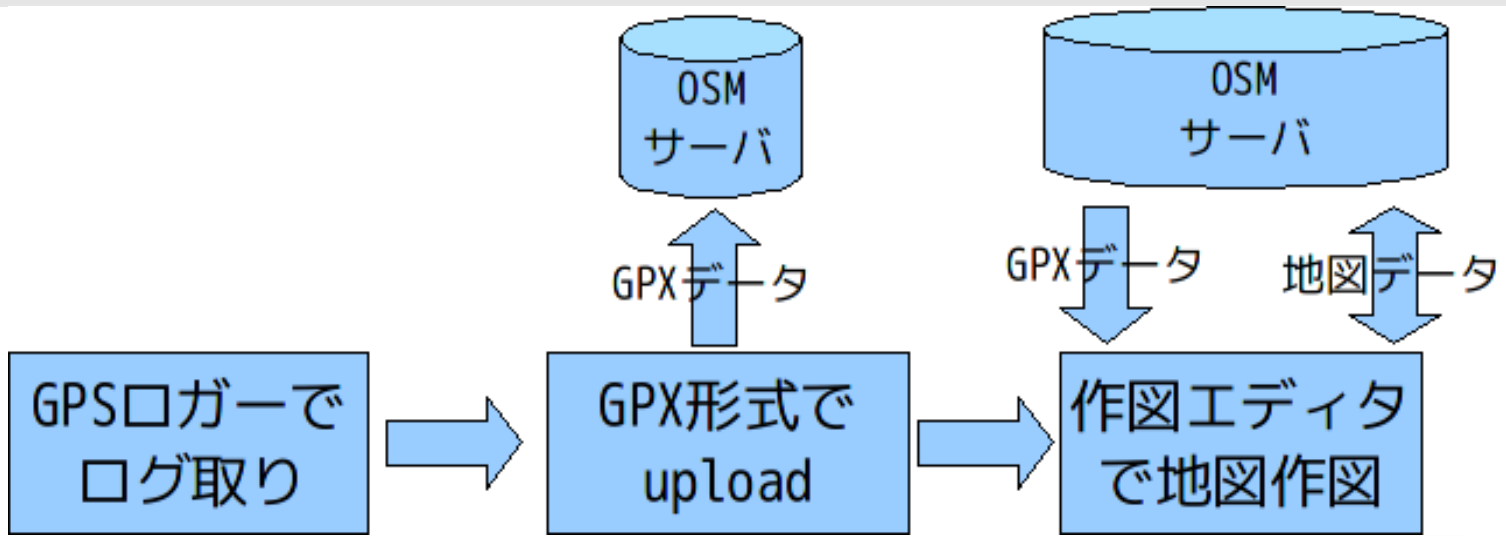 OSM
サーバ
OSM
サーバ
GPXデータ
GPXデータ
地図データ
GPSロガーで
ログ取り
GPX形式で
upload
作図エディタ
で地図作図